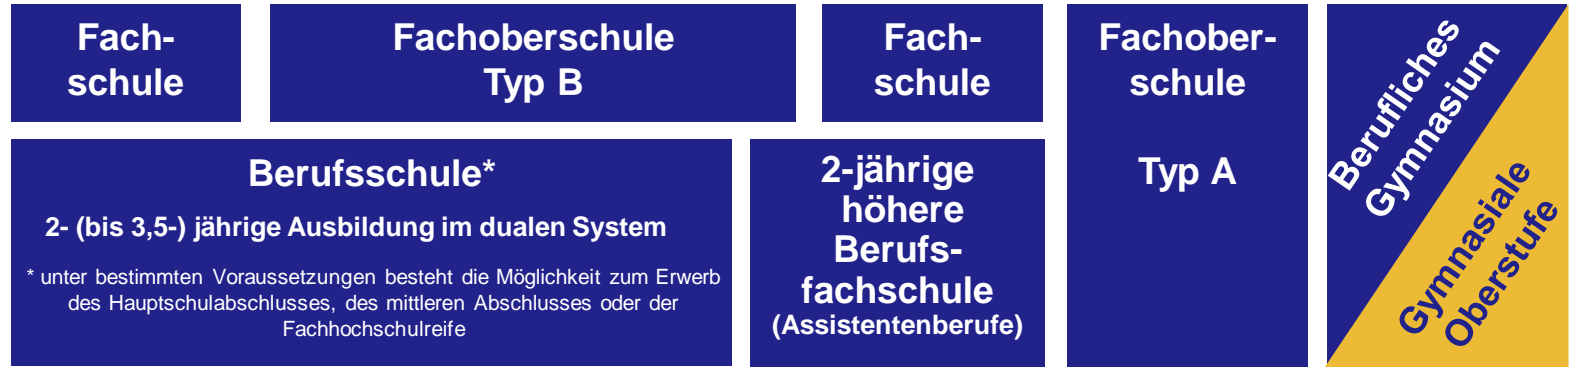 Fach-
schule
Fachoberschule
Typ B
Fach-
schule
Fachober-
schule
Typ A
Berufliches
Gymnasium
Gymnasiale
Oberstufe
Berufsschule*
2- (bis 3,5-) jährige Ausbildung im dualen System
* unter bestimmten Voraussetzungen besteht die Möglichkeit zum Erwerb
des Hauptschulabschlusses, des mittleren Abschlusses oder der
Fachhochschulreife
2-jährige
höhere
Berufs-
fachschule
(Assistentenberufe)